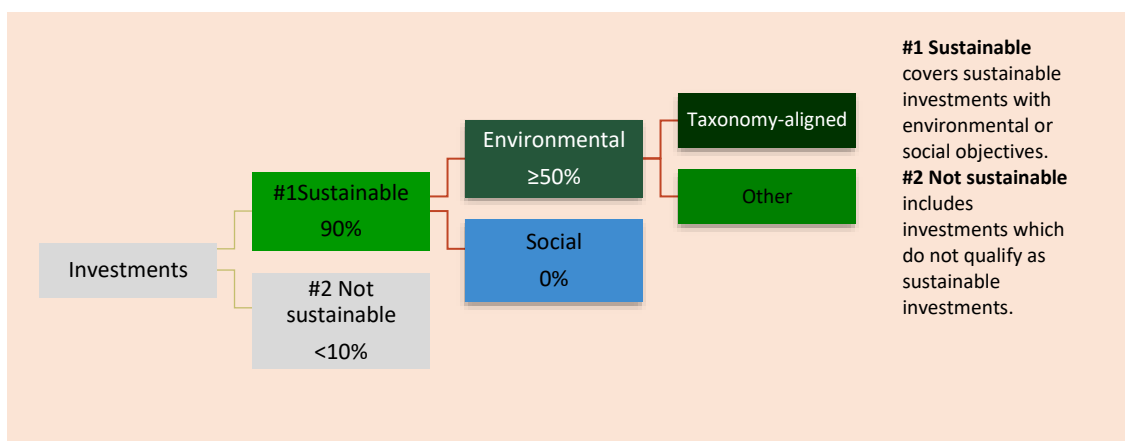 Investments
#1Sustainable
90%
#2 Not
sustainable
<10%
Environmental
≥50%
Social
0%
Taxonomy-aligned
Other
#1 Sustainable
covers sustainable
investments with
environmental or
social objectives.
#2 Not sustainable
includes
investments which
do not qualify as
sustainable
investments.